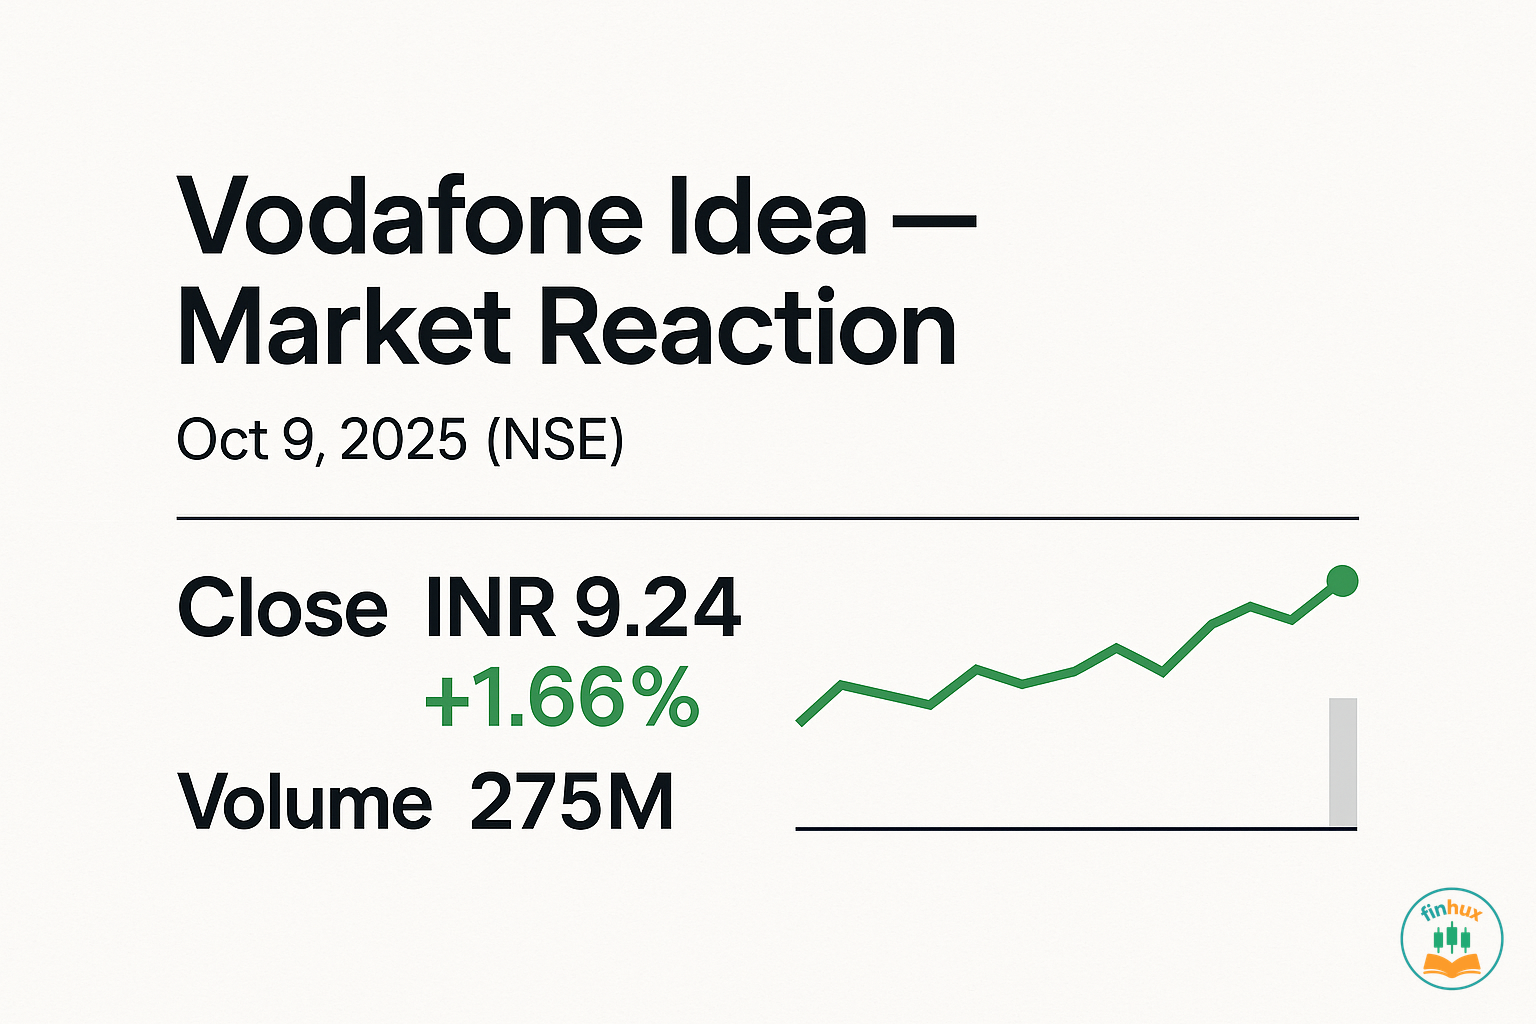 Vodafone Idea —
Market Reaction
Oct 9, 2025 (NSE)
Close INR 9.24
+1.66%
Volume 275M
finhux